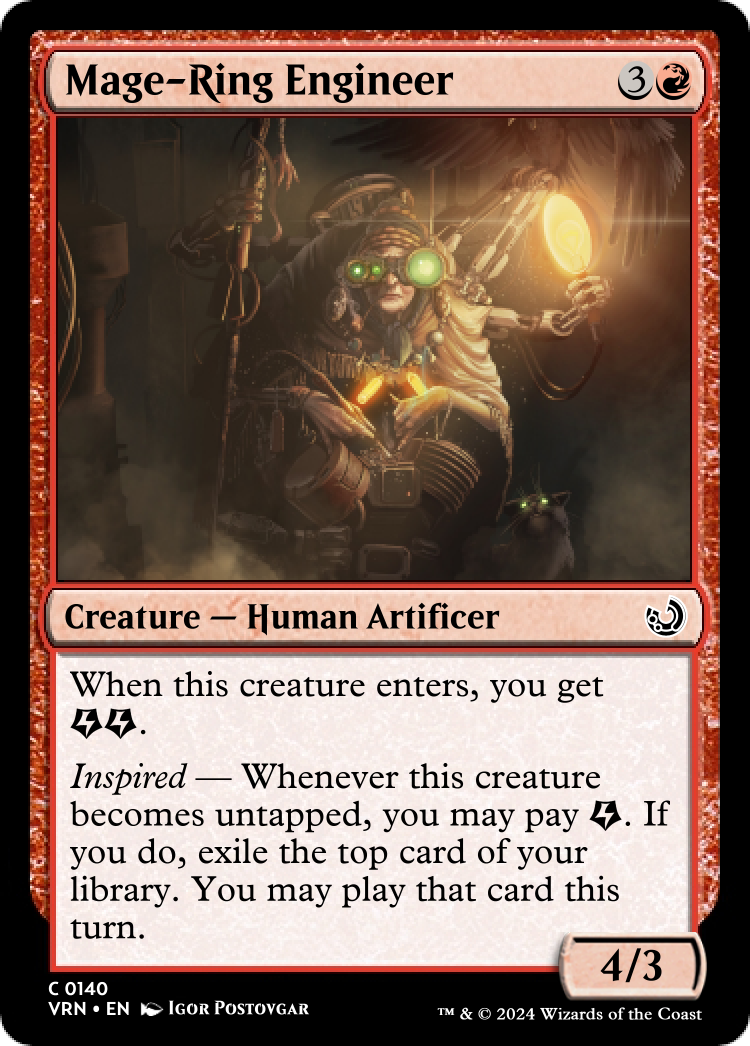 Mage-Ring Engineer 3
Creature — Human Artificer
When this creature enters, you get
.
Inspired — Whenever this creature
becomes untapped, you may pay . If
you do, exile the top card of your
library. You may play that card this
turn.
4/3
C 0140
VRN • EN Igor Postovgar
™ & © 2024 Wizards of the Coast